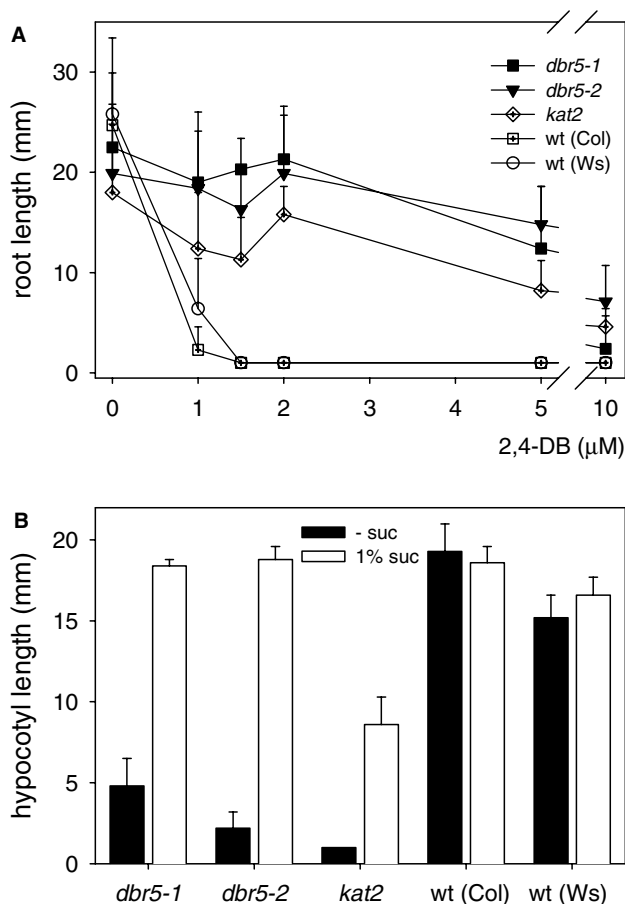 A
root length (mm)
30
20
10
0
dbr5-1
dbr5-2
kat2
wt (Col)
wt (Ws)
0 1 2 3 4 5 10
2,4-DB (μM)
B
hypocotyl length (mm)
20
15
10
5
0
- suc
1% suc
dbr5-1 dbr5-2 kat2 wt (Col) wt (Ws)